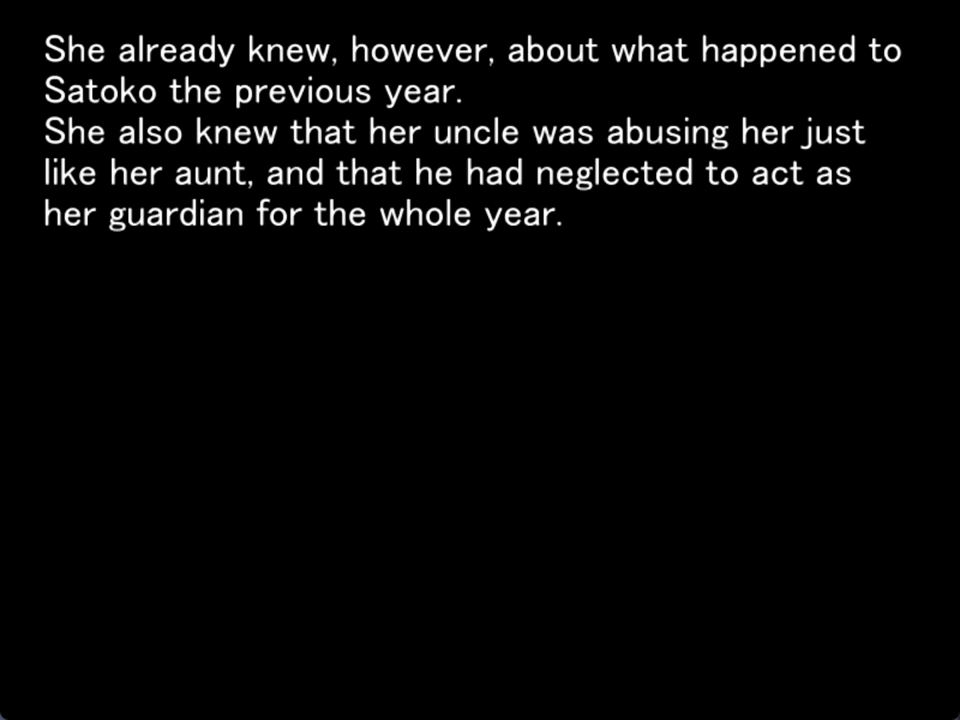 She already knew, however, about what happened to
Satoko the previous year.
She also knew that her uncle was abusing her just
like her aunt, and that he had neglected to act as
her guardian for the whole year.